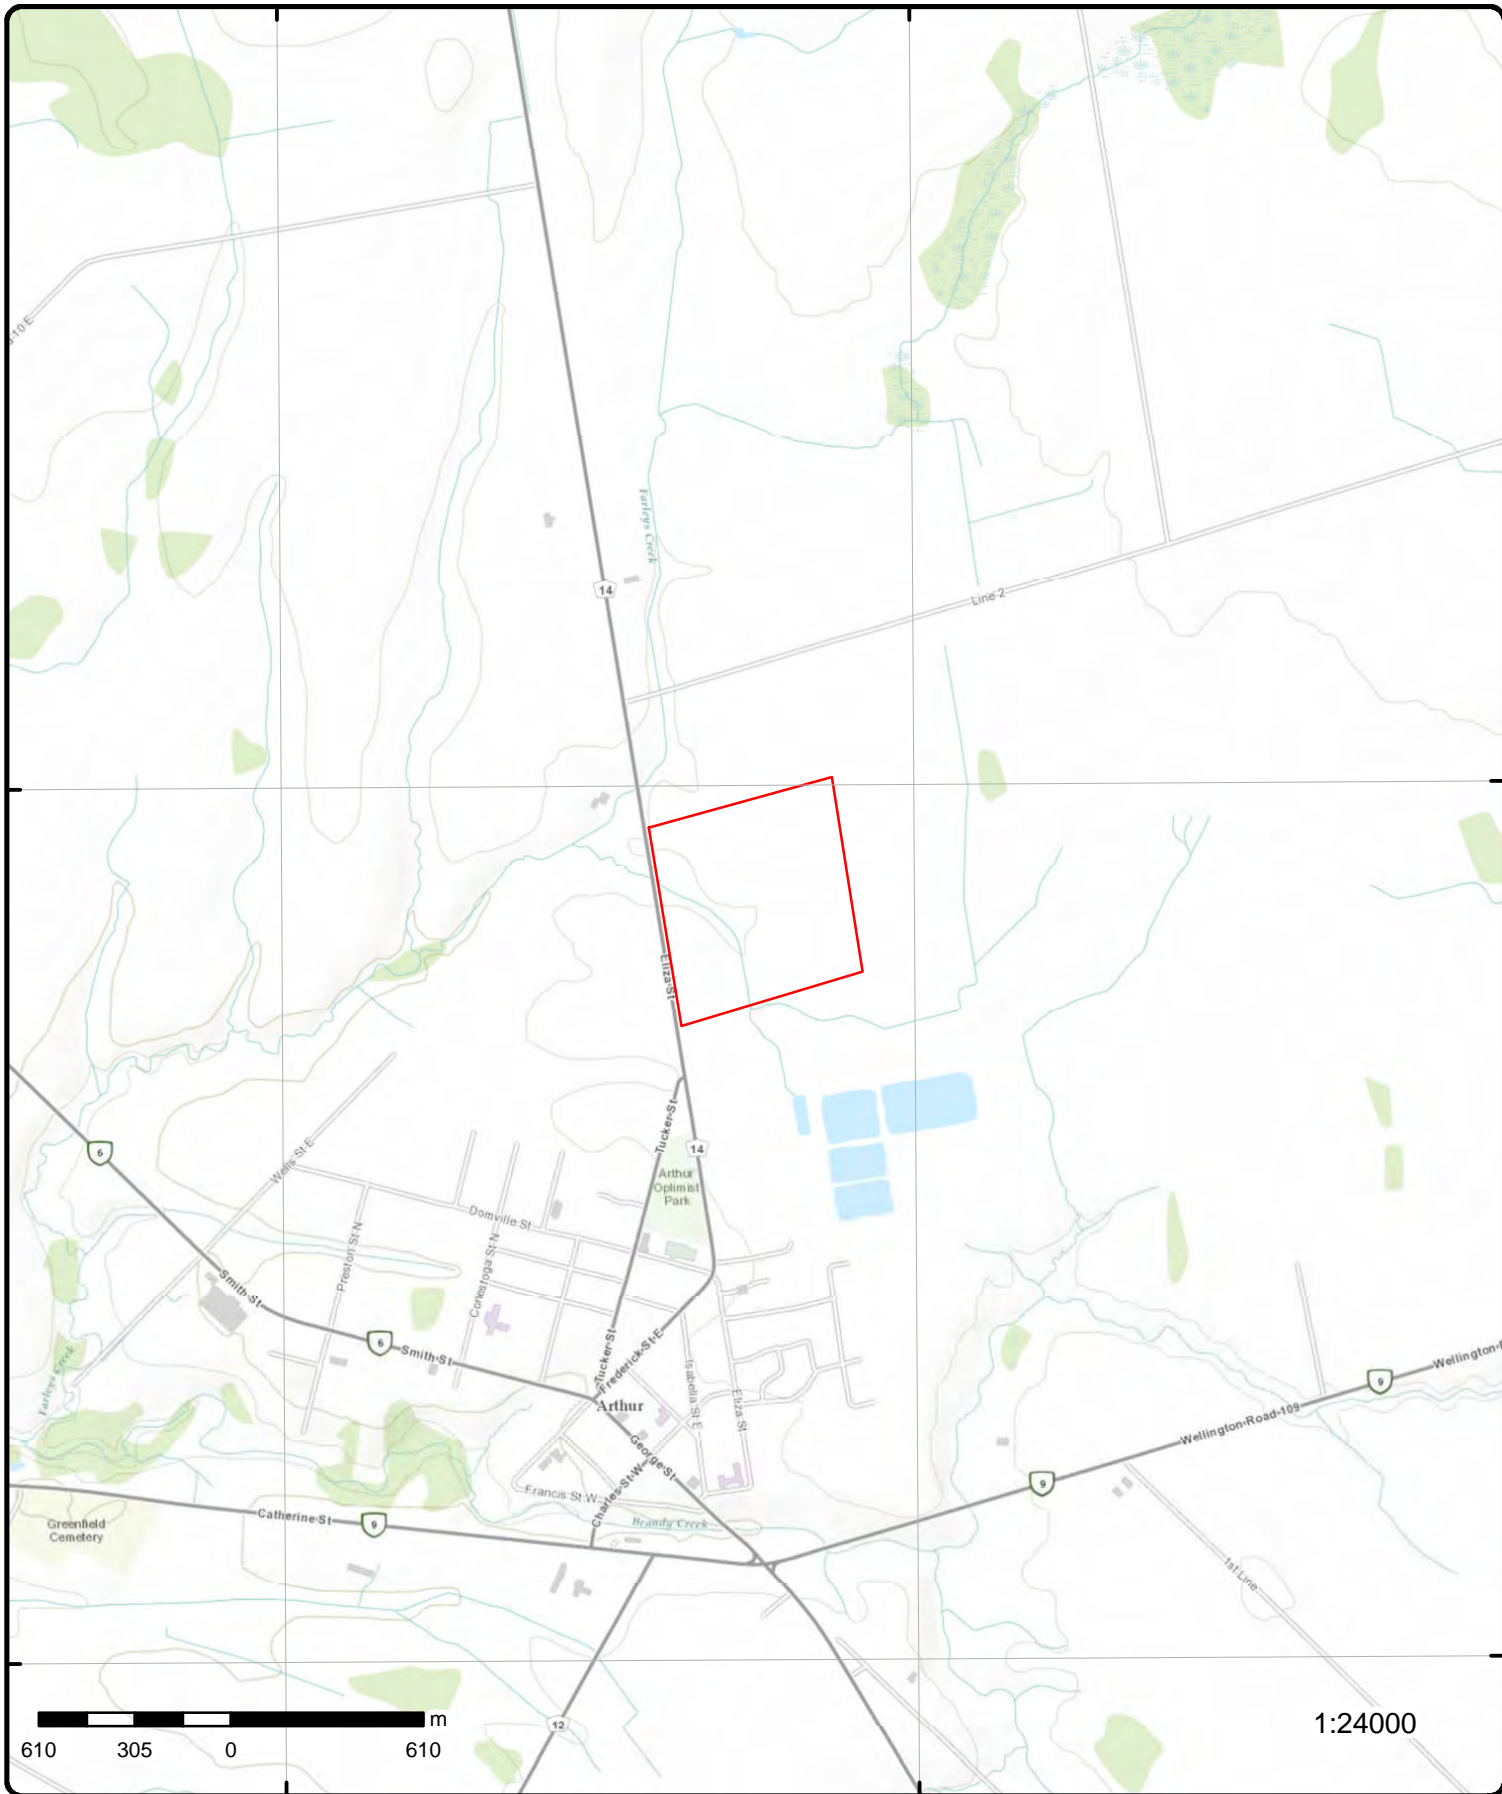 d 10 E
Farleys Creek
14
Line 2
Eliza St
Tucker St
14
6
Arthur
Optimist
Park
Wells St E
Domville St
Preston St N
Conestoga St N
Smith St
6
Smith St
Tucker St
Frederick St E
Isabella St E
Eliza St
Farleys Creek
Arthur
George St
Charles St W
Francis St W
Brandy Creek
9
Wellington
Wellington Road 109
9
Greenfield
Cemetery
Catherine St
9
1st Line
12
m
610 305 0 610
1:24000